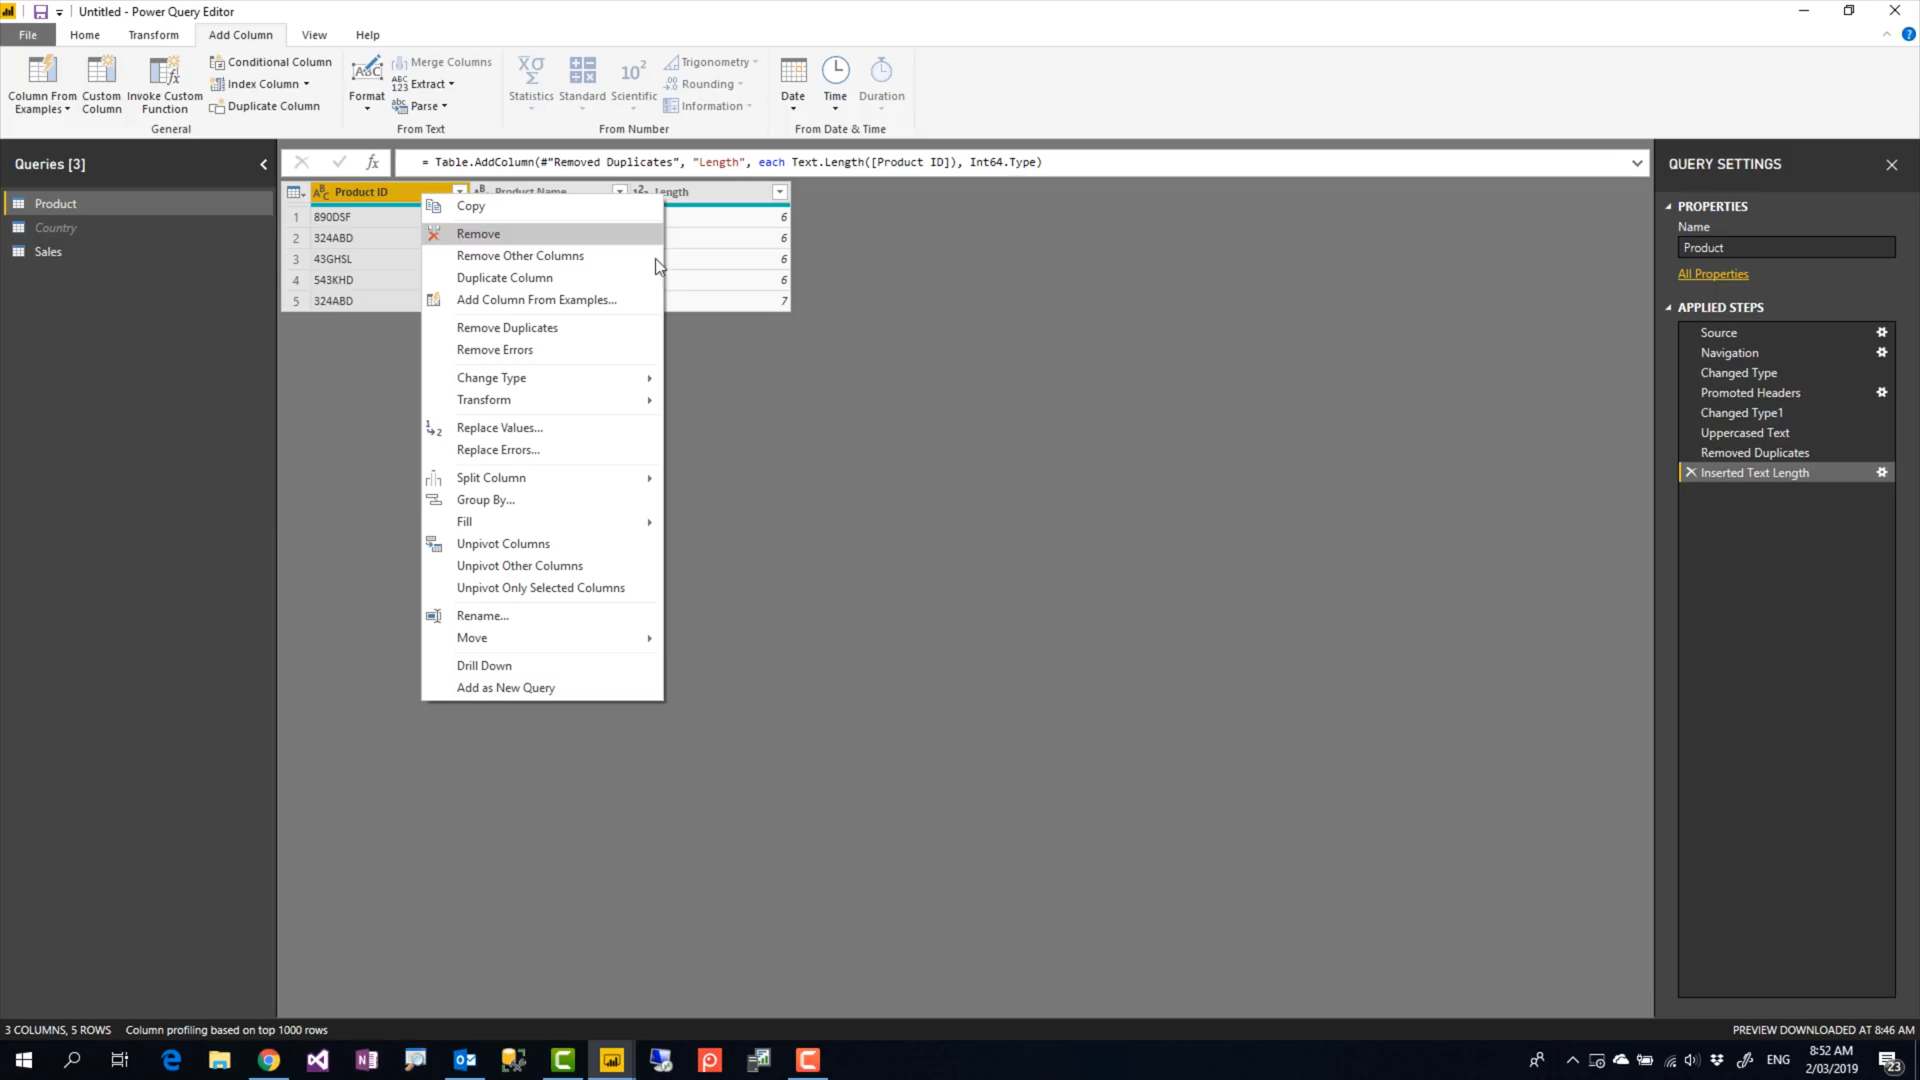 Untitled - Power Query Editor
File
Home
Transform
Add Column
View
Help
Column From Examples
Custom Column
Invoke Custom Function
Conditional Column
Index Column
Duplicate Column
General
Format
Merge Columns
Extract
Parse
From Text
Statistics
Standard
Scientific
Trigonometry
Rounding
Information
From Number
Date
Time
Duration
From Date & Time
Queries [3]
Product
Country
Sales
= Table.AddColumn(#"Removed Duplicates", "Length", each Text.Length([Product ID]), Int64.Type)
Product ID
Product Name
Length
1 890DSF 6
2 324ABD 6
3 43GHSL 6
4 543KHD 6
5 324ABD 7
Copy
Remove
Remove Other Columns
Duplicate Column
Add Column From Examples...
Remove Duplicates
Remove Errors
Change Type
Transform
Replace Values...
Replace Errors...
Split Column
Group By...
Fill
Unpivot Columns
Unpivot Other Columns
Unpivot Only Selected Columns
Rename...
Move
Drill Down
Add as New Query
QUERY SETTINGS
PROPERTIES
Name
Product
All Properties
APPLIED STEPS
Source
Navigation
Changed Type
Promoted Headers
Changed Type1
Uppercased Text
Removed Duplicates
Inserted Text Length
3 COLUMNS, 5 ROWS
Column profiling based on top 1000 rows
PREVIEW DOWNLOADED AT 8:46 AM
ENG
8:52 AM
2/03/2019
23